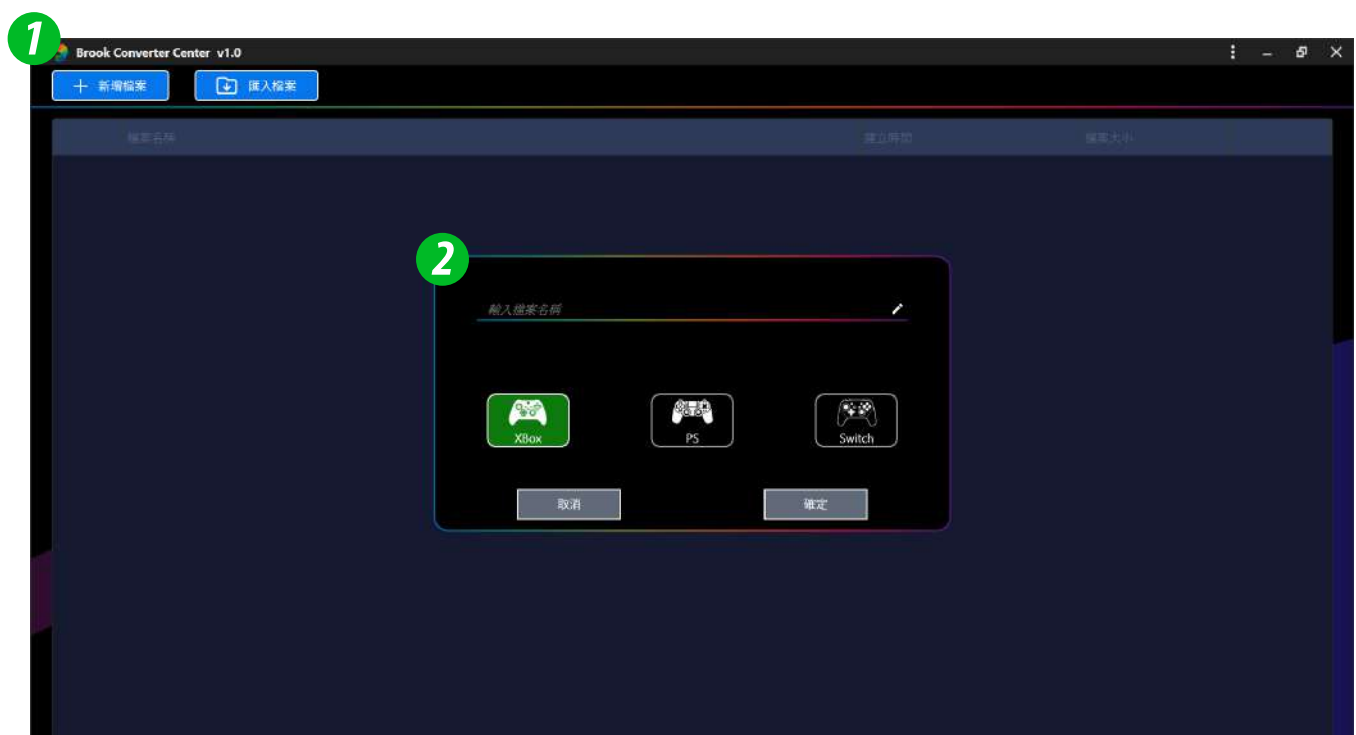 1
Brook Converter Center v1.0
新增檔案
匯入檔案
檔案名稱 建立時間 檔案大小
2
輸入檔案名稱
XBox PS Switch
取消 確定